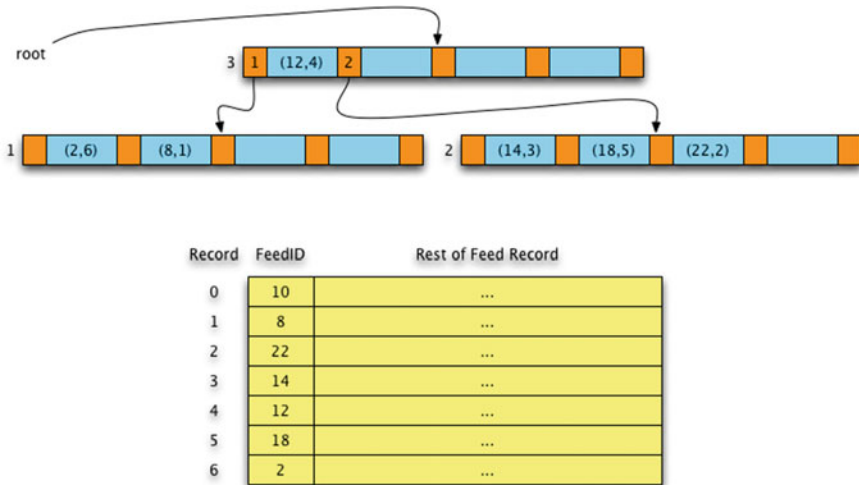 root
3 1 (12,4) 2
1 (2,6) (8,1)
2 (14,3) (18,5) (22,2)
Record FeedID Rest of Feed Record
0 10 ...
1 8 ...
2 22 ...
3 14 ...
4 12 ...
5 18 ...
6 2 ...